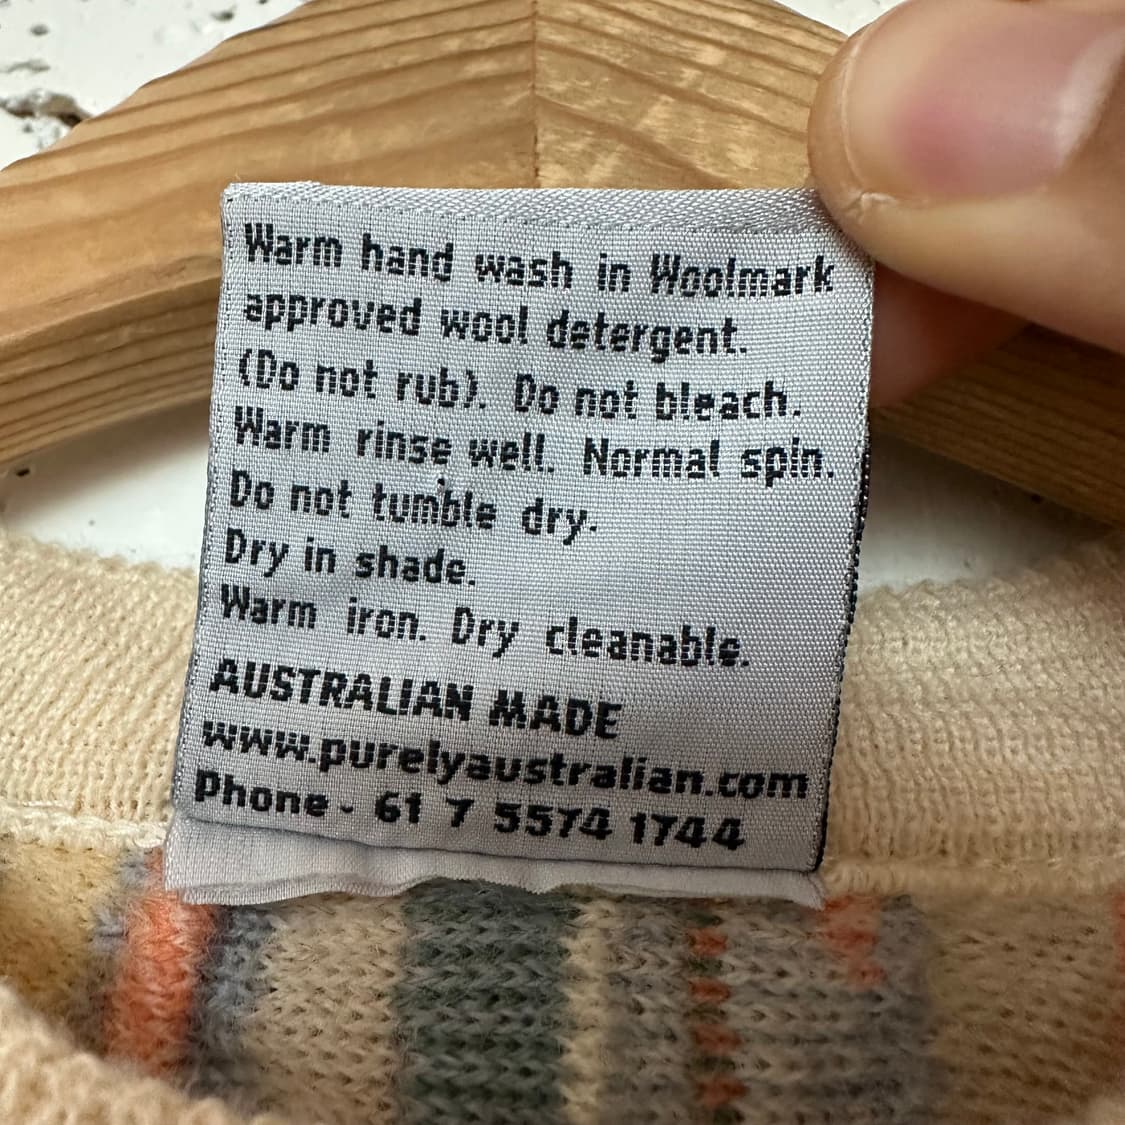 Warm hand wash in Woolmark
approved wool detergent.
(Do not rub). Do not bleach.
Warm rinse well. Normal spin.
Do not tumble dry.
Dry in shade.
Warm iron. Dry cleanable.
AUSTRALIAN MADE
www.purelyaustralian.com
Phone - 61 7 5574 1744